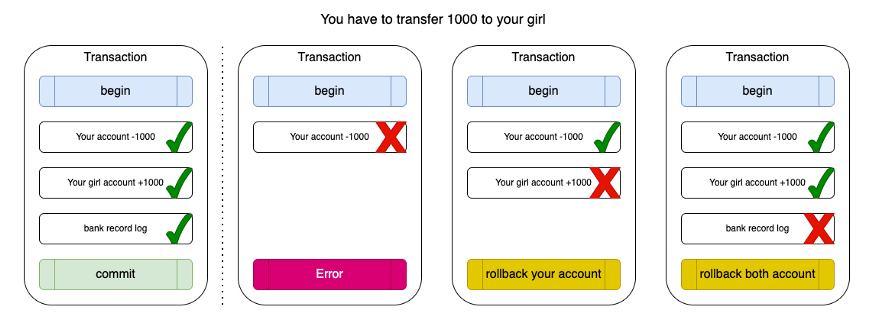 You have to transfer 1000 to your girl
Transaction
begin
Your account -1000
Your girl account +1000
bank record log
commit
Transaction
begin
Your account -1000
Error
Transaction
begin
Your account -1000
Your girl account +1000
rollback your account
Transaction
begin
Your account -1000
Your girl account +1000
bank record log
rollback both account